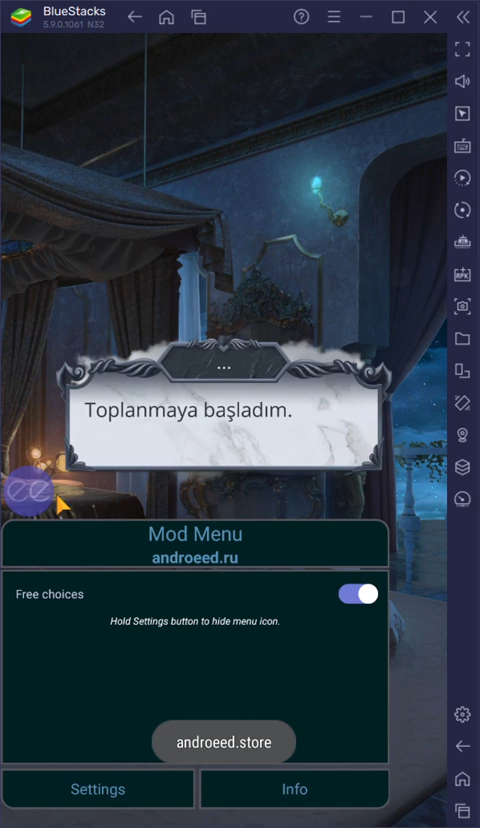 BlueStacks
5.9.0.1061 N32
...
Toplanmaya başladım.
Mod Menu
androeed.ru
Free choices
Hold Settings button to hide menu icon.
androeed.store
Settings
Info